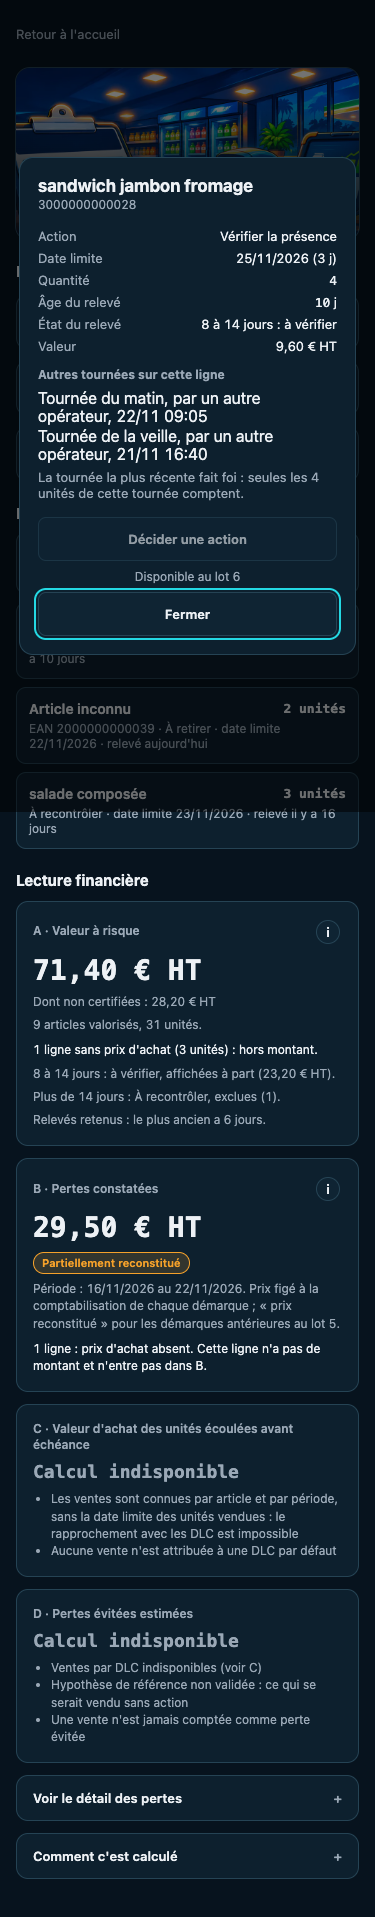 Retour à l'accueil
sandwich jambon fromage
3000000000028
Action Vérifier la présence
Date limite 25/11/2026 (3 j)
Quantité 4
Âge du relevé 10 j
État du relevé 8 à 14 jours : à vérifier
Valeur 9,60 € HT
Autres tournées sur cette ligne
Tournée du matin, par un autre
opérateur, 22/11 09:05
Tournée de la veille, par un autre
opérateur, 21/11 16:40
La tournée la plus récente fait foi : seules les 4
unités de cette tournée comptent.
Décider une action
Disponible au lot 6
Fermer
a 10 jours
Article inconnu 2 unités
EAN 2000000000039 · À retirer · date limite
22/11/2026 · relevé aujourd'hui
salade composée 3 unités
À recontrôler · date limite 23/11/2026 · relevé il y a 16
jours
Lecture financière
A · Valeur à risque i
71,40 € HT
Dont non certifiées : 28,20 € HT
9 articles valorisés, 31 unités.
1 ligne sans prix d'achat (3 unités) : hors montant.
8 à 14 jours : à vérifier, affichées à part (23,20 € HT).
Plus de 14 jours : À recontrôler, exclues (1).
Relevés retenus : le plus ancien a 6 jours.
B · Pertes constatées i
29,50 € HT
Partiellement reconstitué
Période : 16/11/2026 au 22/11/2026. Prix figé à la
comptabilisation de chaque démarque ; « prix
reconstitué » pour les démarques antérieures au lot 5.
1 ligne : prix d'achat absent. Cette ligne n'a pas de
montant et n'entre pas dans B.
C · Valeur d'achat des unités écoulées avant
échéance
Calcul indisponible
• Les ventes sont connues par article et par période,
sans la date limite des unités vendues : le
rapprochement avec les DLC est impossible
• Aucune vente n'est attribuée à une DLC par défaut
D · Pertes évitées estimées
Calcul indisponible
• Ventes par DLC indisponibles (voir C)
• Hypothèse de référence non validée : ce qui se
serait vendu sans action
• Une vente n'est jamais comptée comme perte
évitée
Voir le détail des pertes +
Comment c'est calculé +